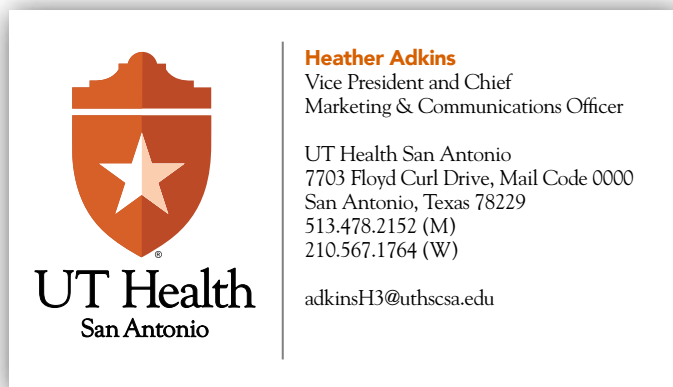 UT Health
San Antonio
®
Heather Adkins
Vice President and Chief
Marketing & Communications Officer
UT Health San Antonio
7703 Floyd Curl Drive, Mail Code 0000
San Antonio, Texas 78229
513.478.2152 (M)
210.567.1764 (W)
adkinsH3@uthscsa.edu